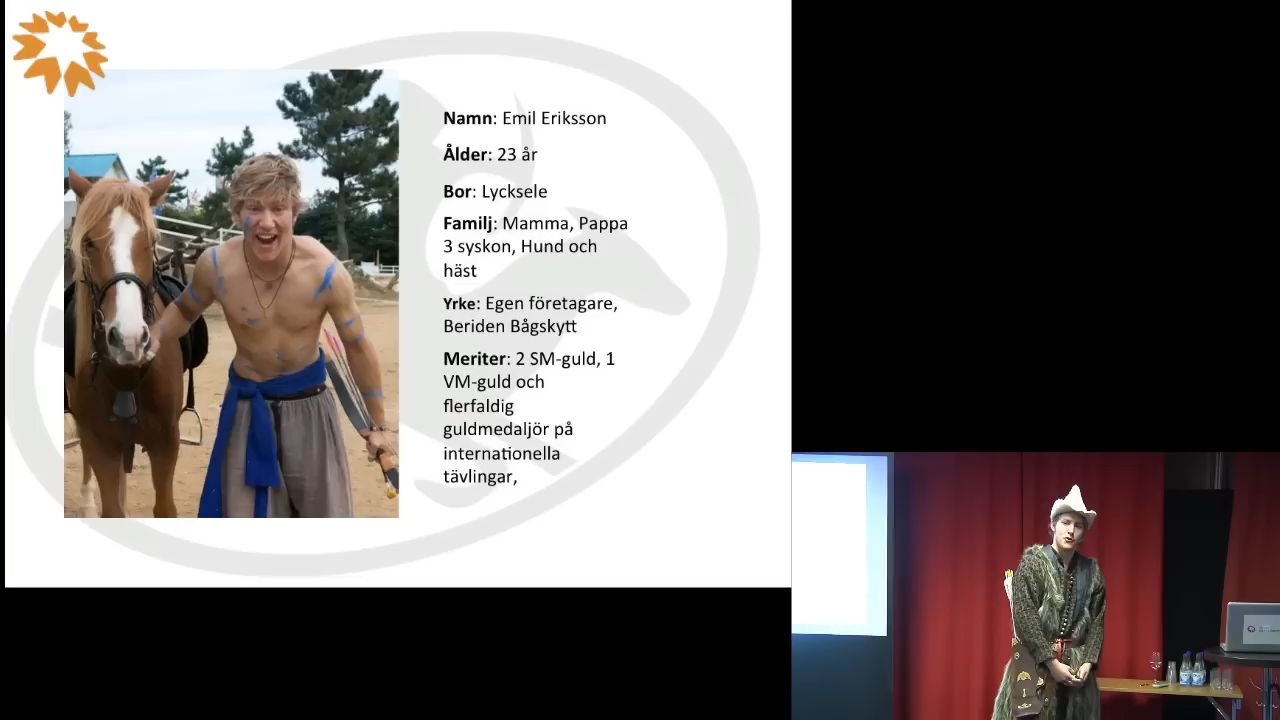 Namn: Emil Eriksson
Ålder: 23 år
Bor: Lycksele
Familj: Mamma, Pappa
3 syskon, Hund och
häst
Yrke: Egen företagare,
Beriden Bågskytt
Meriter: 2 SM-guld, 1
VM-guld och
flerfaldig
guldmedaljör på
internationella
tävlingar,